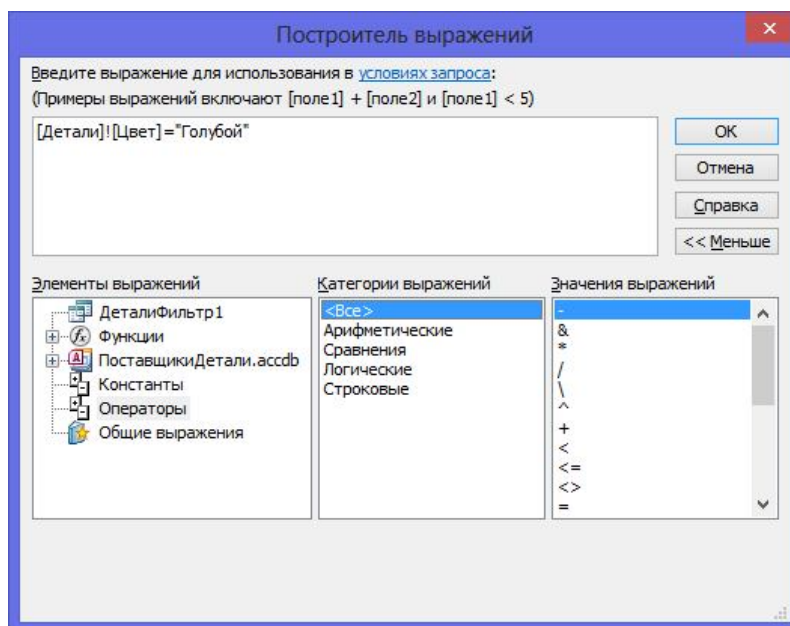 Построитель выражений
Введите выражение для использования в условиях запроса:
(Примеры выражений включают [поле1] + [поле2] и [поле1] < 5)
[Детали]![Цвет]="Голубой"
ОК
Отмена
Справка
<< Меньше
Элементы выражений
ДеталиФильтр1
Функции
ПоставщикиДетали.accdb
Константы
Операторы
Общие выражения
Категории выражений
<Все>
Арифметические
Сравнения
Логические
Строковые
Значения выражений
-
&
*
/
\
^
+
<
<=
<>
=